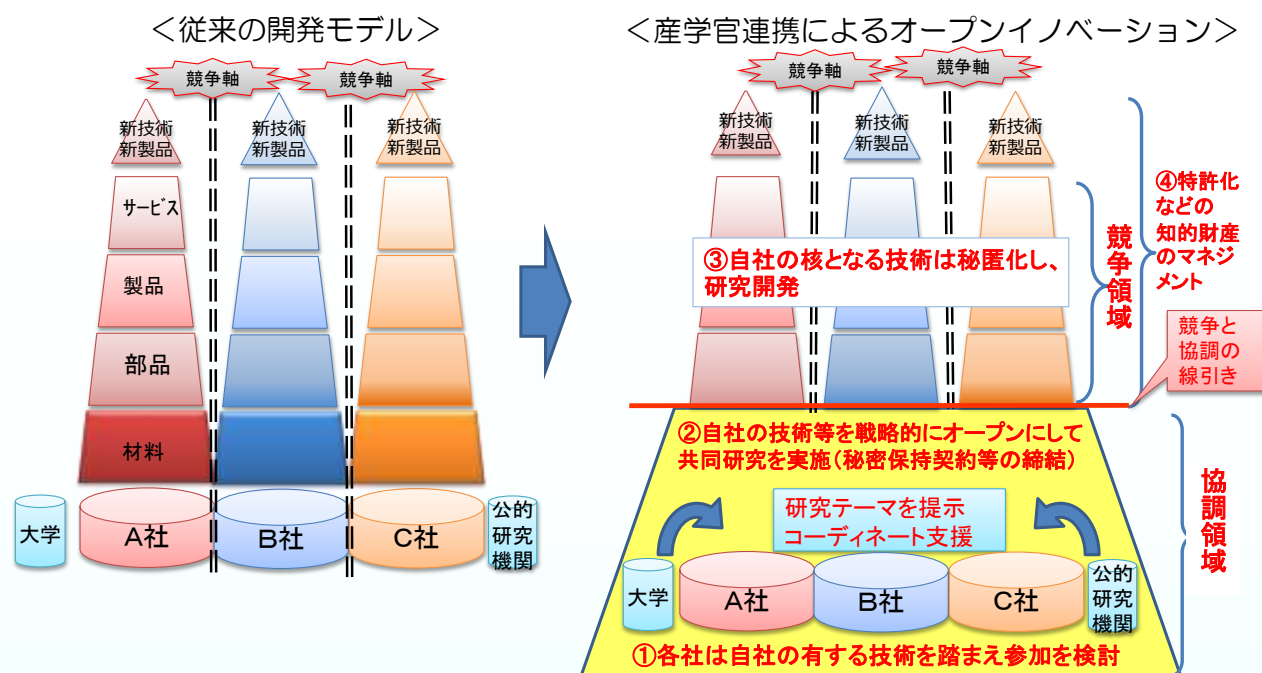 ＜従来の開発モデル＞
競争軸
競争軸
新技術
新製品
新技術
新製品
新技術
新製品
サービス
製品
部品
材料
大学
A社
B社
C社
公的
研究
機関
＜産学官連携によるオープンイノベーション＞
競争軸
競争軸
新技術
新製品
新技術
新製品
新技術
新製品
③自社の核となる技術は秘匿化し、
研究開発
競争領域
④特許化
などの
知的財産
のマネジ
メント
競争と
協調の
線引き
②自社の技術等を戦略的にオープンにして
共同研究を実施（秘密保持契約等の締結）
研究テーマを提示
コーディネート支援
大学
A社
B社
C社
公的
研究
機関
①各社は自社の有する技術を踏まえ参加を検討
協調領域